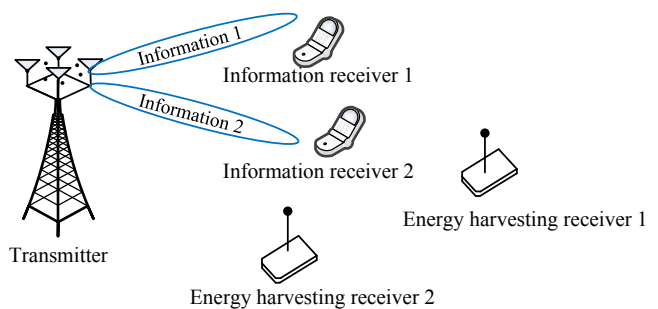 Information 1
Information receiver 1
Information 2
Information receiver 2
Energy harvesting receiver 1
Transmitter
Energy harvesting receiver 2